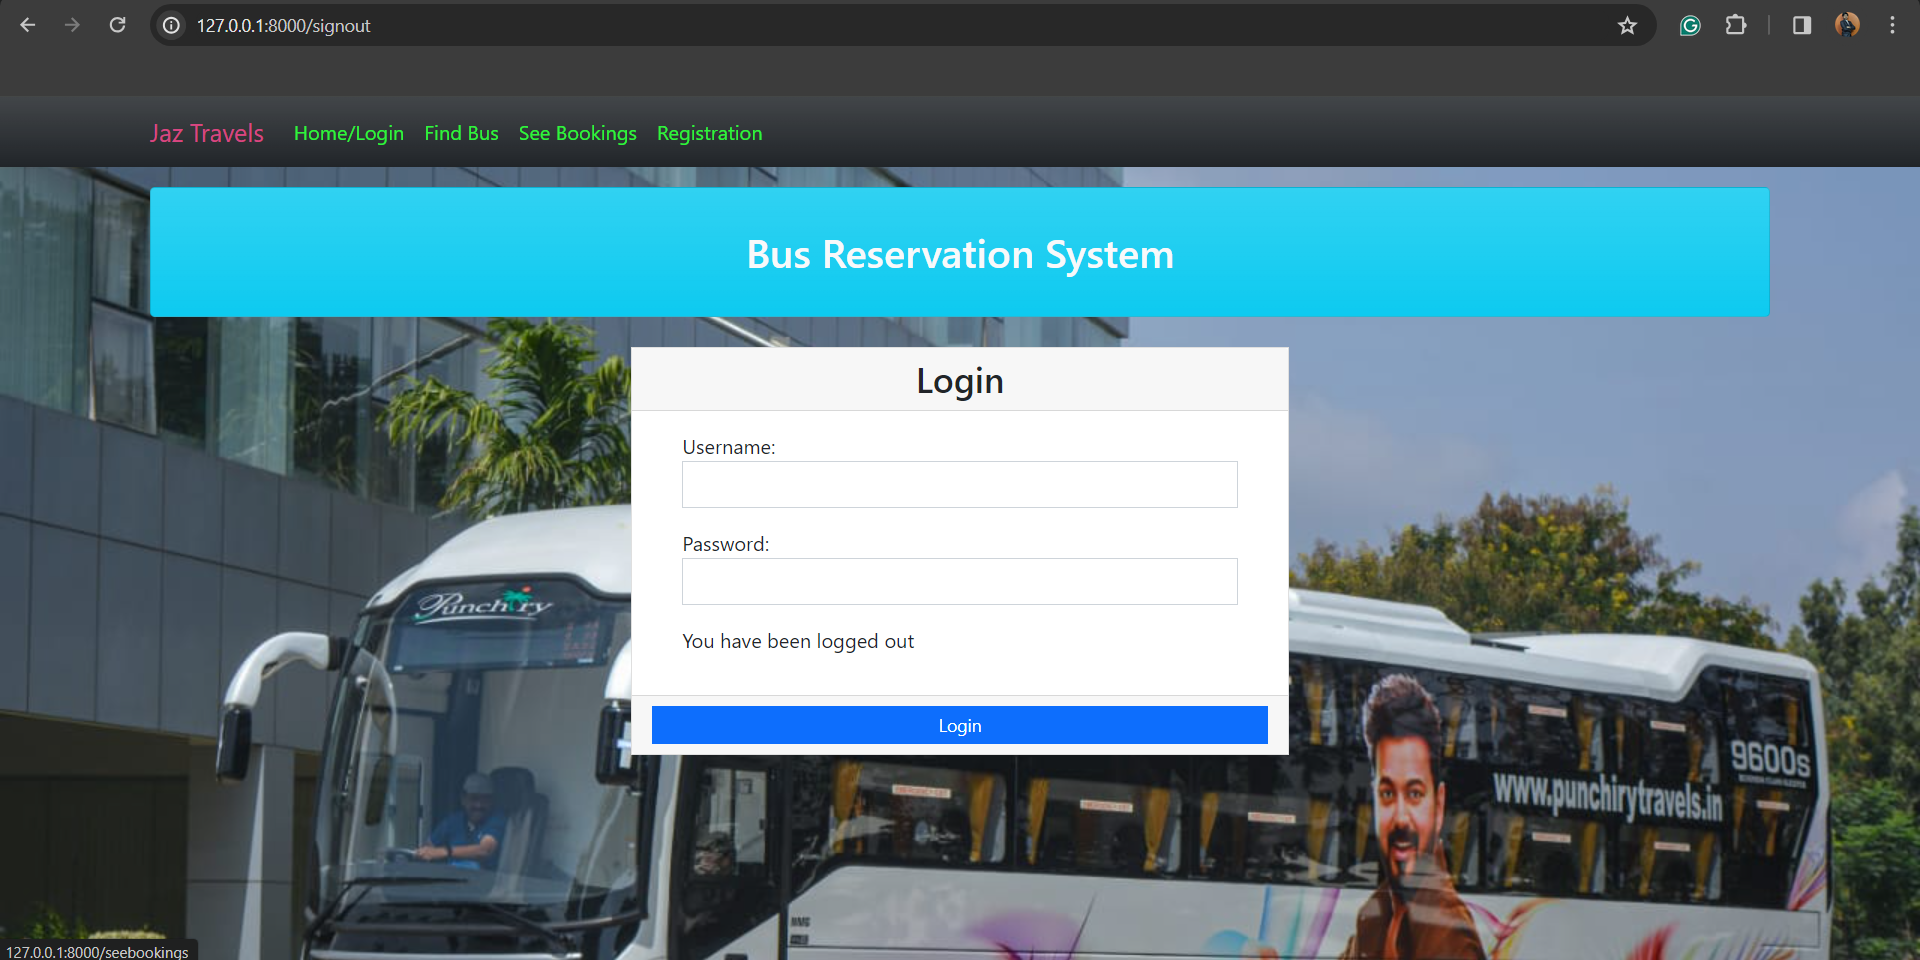 127.0.0.1:8000/signout
Jaz Travels Home/Login Find Bus See Bookings Registration
Bus Reservation System
Login
Username:
Password:
You have been logged out
Login
Punchiry
9600s
www.punchirytravels.in
127.0.0.1:8000/seebookings